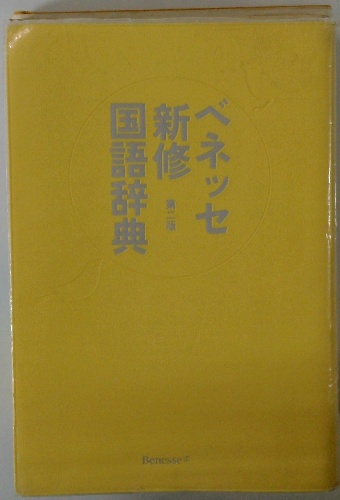 ベネッセ
新修
国語辞典
第二版
Benesse